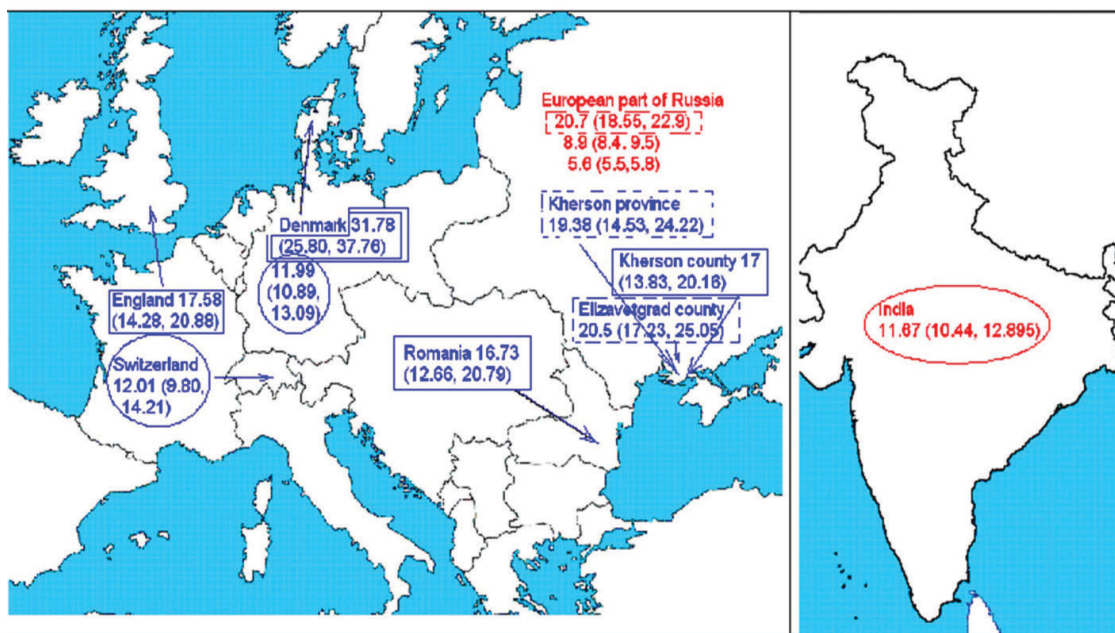 European part of Russia
20.7 (18.55, 22.9)
8.9 (8.4, 9.5)
5.6 (5.5,5.8)
Kherson province
19.38 (14.53, 24.22)
Denmark 31.78
(25.80, 37.76)
11.99
(10.89,
13.09)
Kherson county 17
(13.83, 20.16)
England 17.58
(14.28, 20.88)
Elizavetgrad county
20.5 (17.23, 25.05)
Switzerland
12.01 (9.80,
14.21)
Romania 16.73
(12.66, 20.79)
India
11.67 (10.44, 12.895)